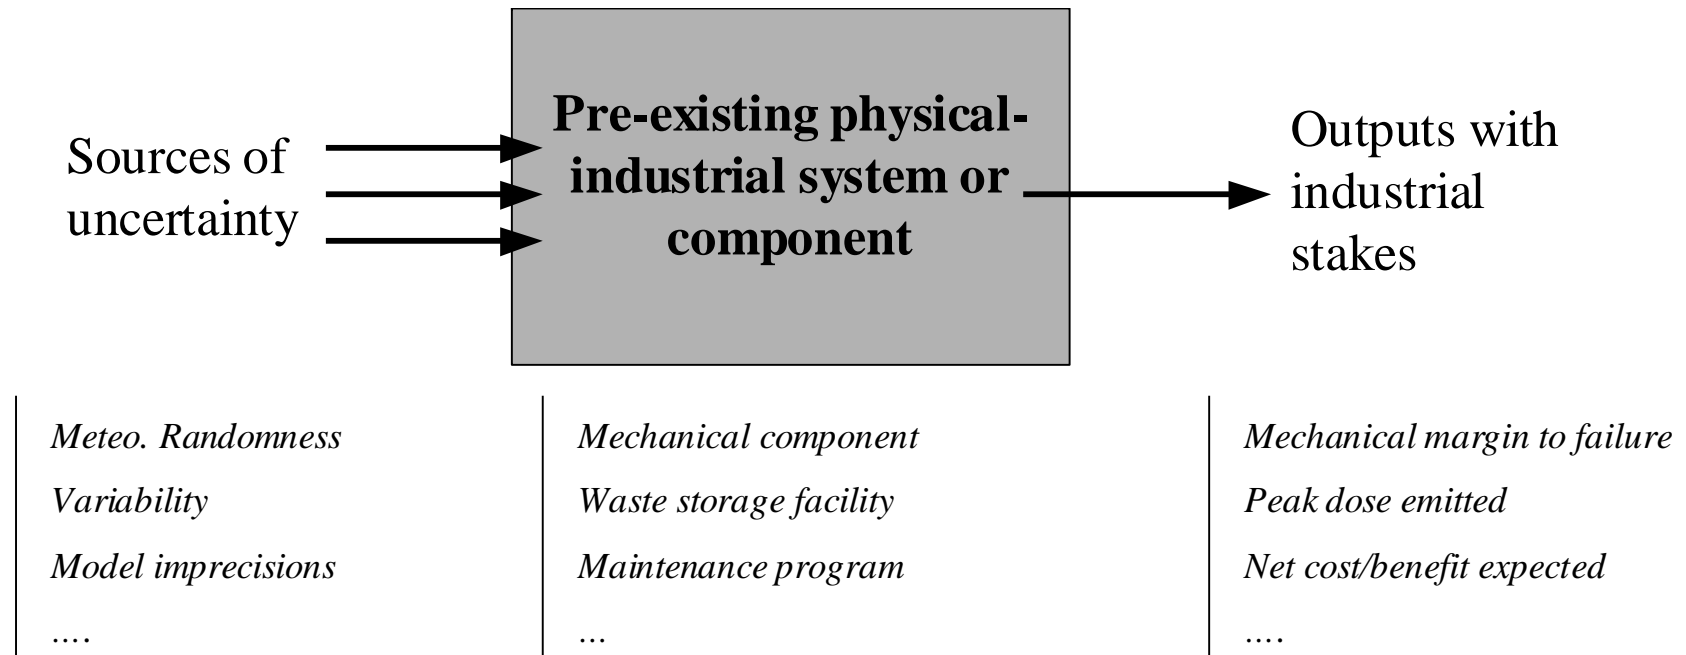 Sources of
uncertainty
Pre-existing physical-
industrial system or
component
Outputs with
industrial
stakes
Meteo. Randomness
Variability
Model imprecisions
….
Mechanical component
Waste storage facility
Maintenance program
…
Mechanical margin to failure
Peak dose emitted
Net cost/benefit expected
….